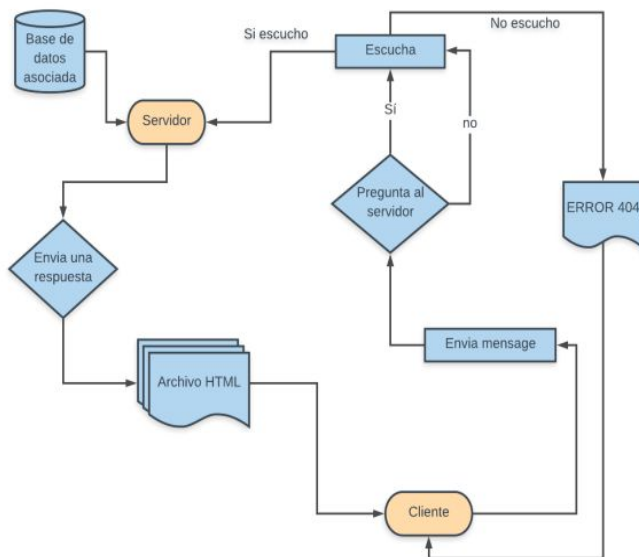 Base de
datos
asociada
Si escucho
Escucha
No escucho
Servidor
Sí
no
Pregunta al
servidor
ERROR 404
Envia una
respuesta
Envia mensage
Archivo HTML
Cliente